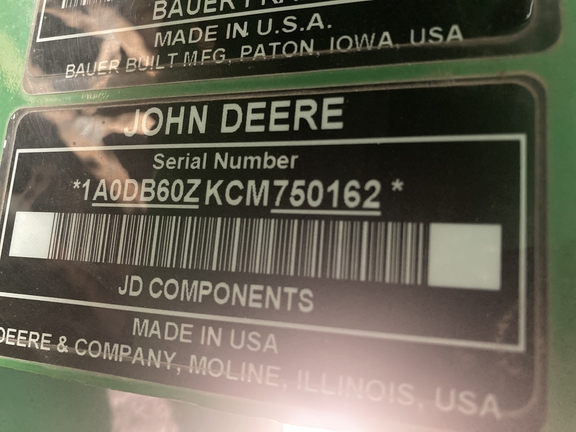 BAUER
MADE IN U.S.A.
BAUER BUILT MFG, PATON, IOWA, USA
JOHN DEERE
Serial Number
*1A0DB60ZKCM750162*
JD COMPONENTS
MADE IN USA
DEERE & COMPANY, MOLINE, ILLINOIS, USA